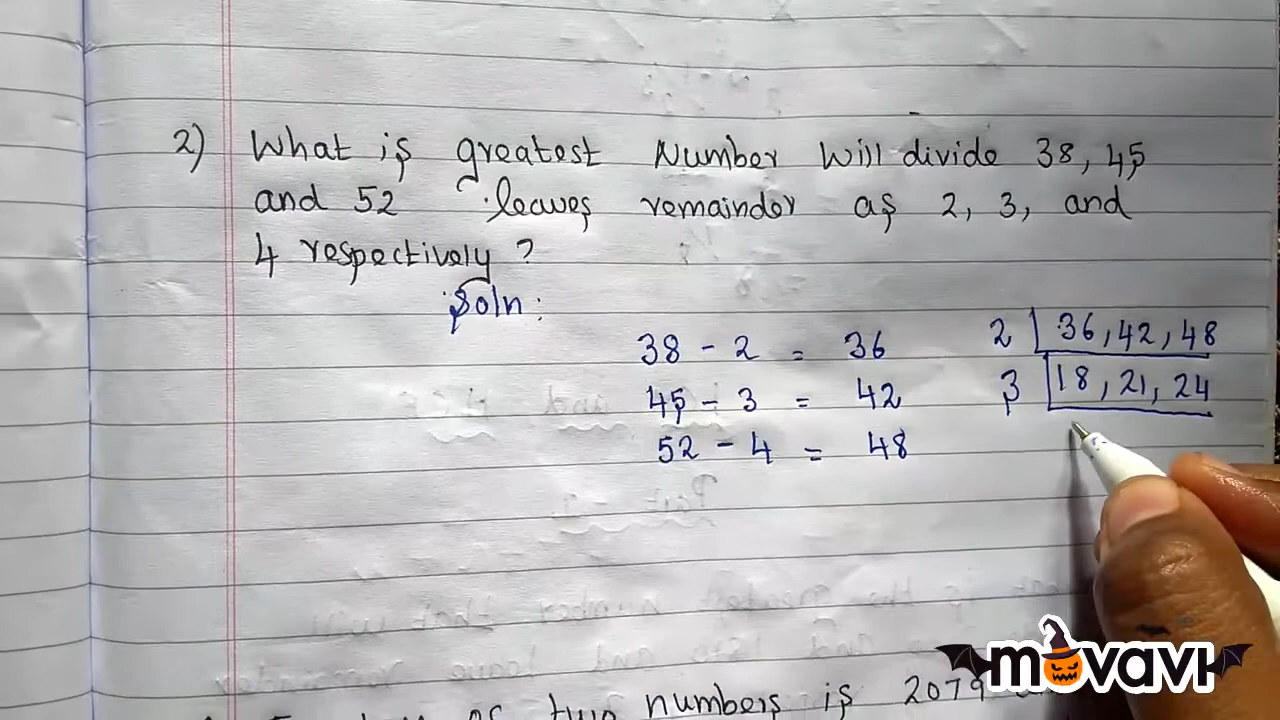 2) What is greatest Number Will divide 38, 45
and 52 leaves remainder as 2, 3, and
4 respectively ?
Soln:
38 - 2 = 36
45 - 3 = 42
52 - 4 = 48
2 36, 42, 48
3 18, 21, 24
two numbers is 2079
movavi